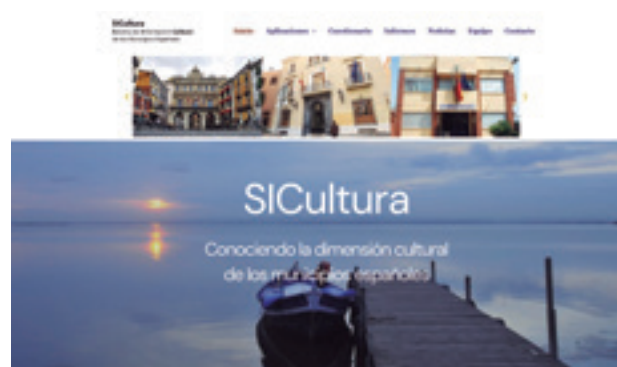 SICultura
Inicio Aplicaciones Cuestionario Informes Noticias Equipo Contacto
SICultura
Conociendo la dimensión cultural
de los municipios españoles